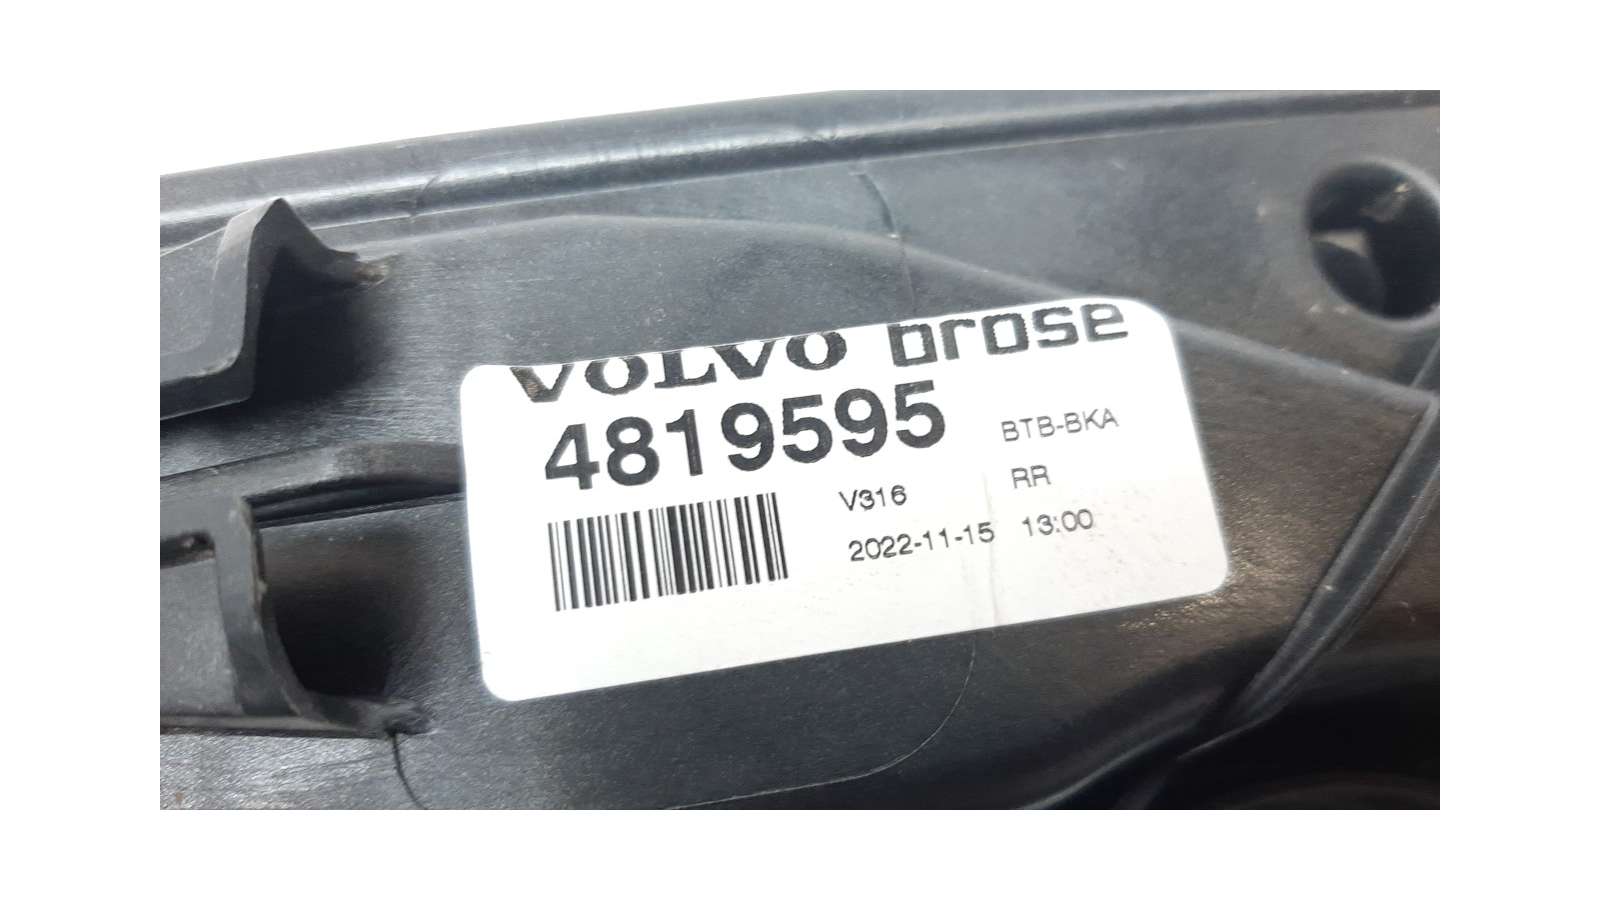 VOLVO brose
4819595
BTB-BKA
V316
RR
2022-11-15 13:00